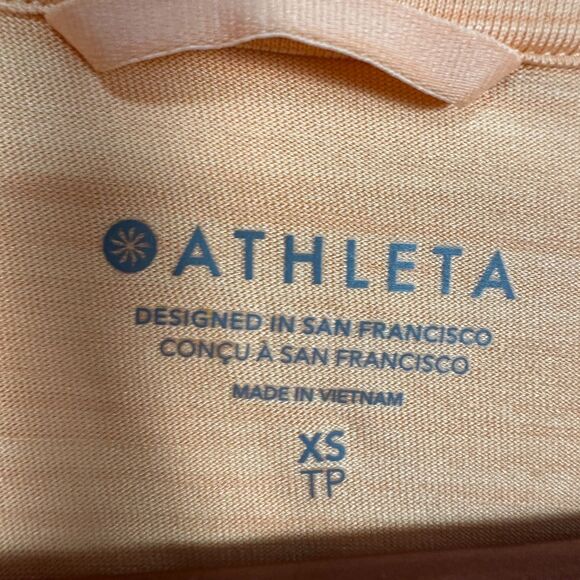 ATHLETA
DESIGNED IN SAN FRANCISCO
CONÇU À SAN FRANCISCO
MADE IN VIETNAM
XS
TP